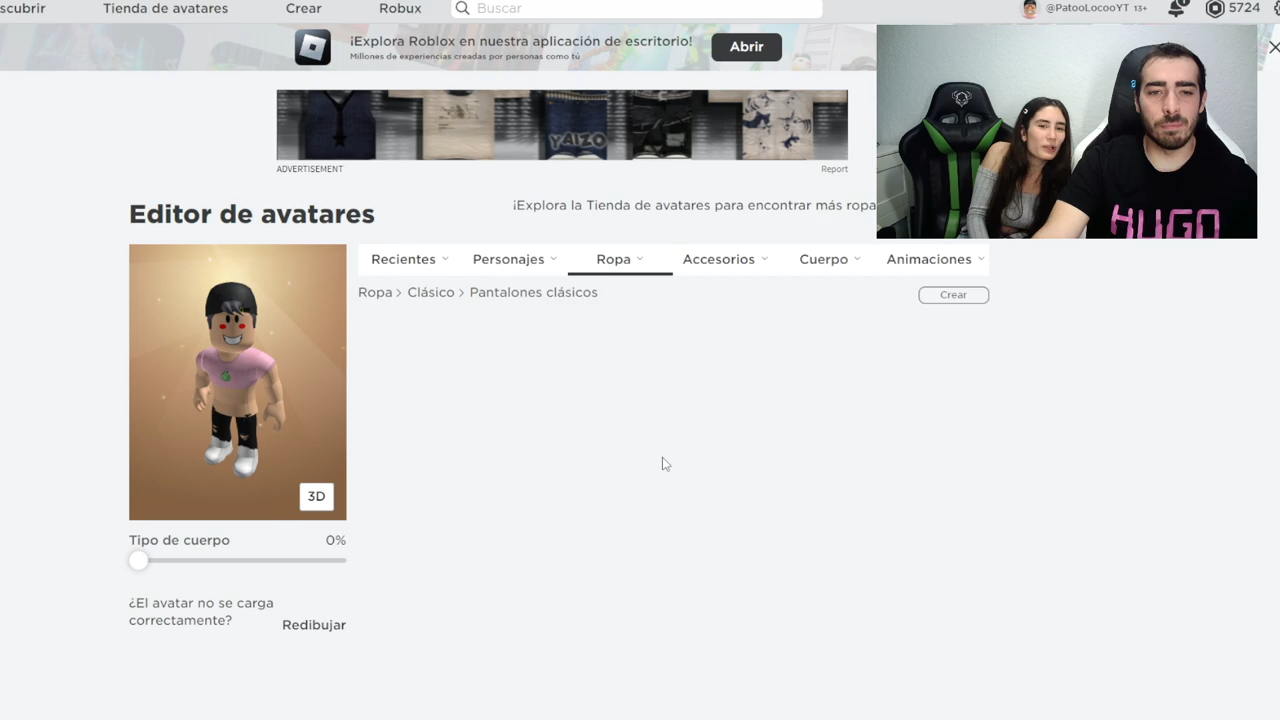 scubrir Tienda de avatares Crear Robux Buscar @PatooLocooYT 13+ 1 5724
¡Explora Roblox en nuestra aplicación de escritorio! Abrir
Millones de experiencias creadas por personas como tú
YAIZO
ADVERTISEMENT Report
HUGO
Editor de avatares ¡Explora la Tienda de avatares para encontrar más ropa
Recientes Personajes Ropa Accesorios Cuerpo Animaciones
Ropa > Clásico > Pantalones clásicos Crear
3D
Tipo de cuerpo 0%
¿El avatar no se carga
correctamente? Redibujar